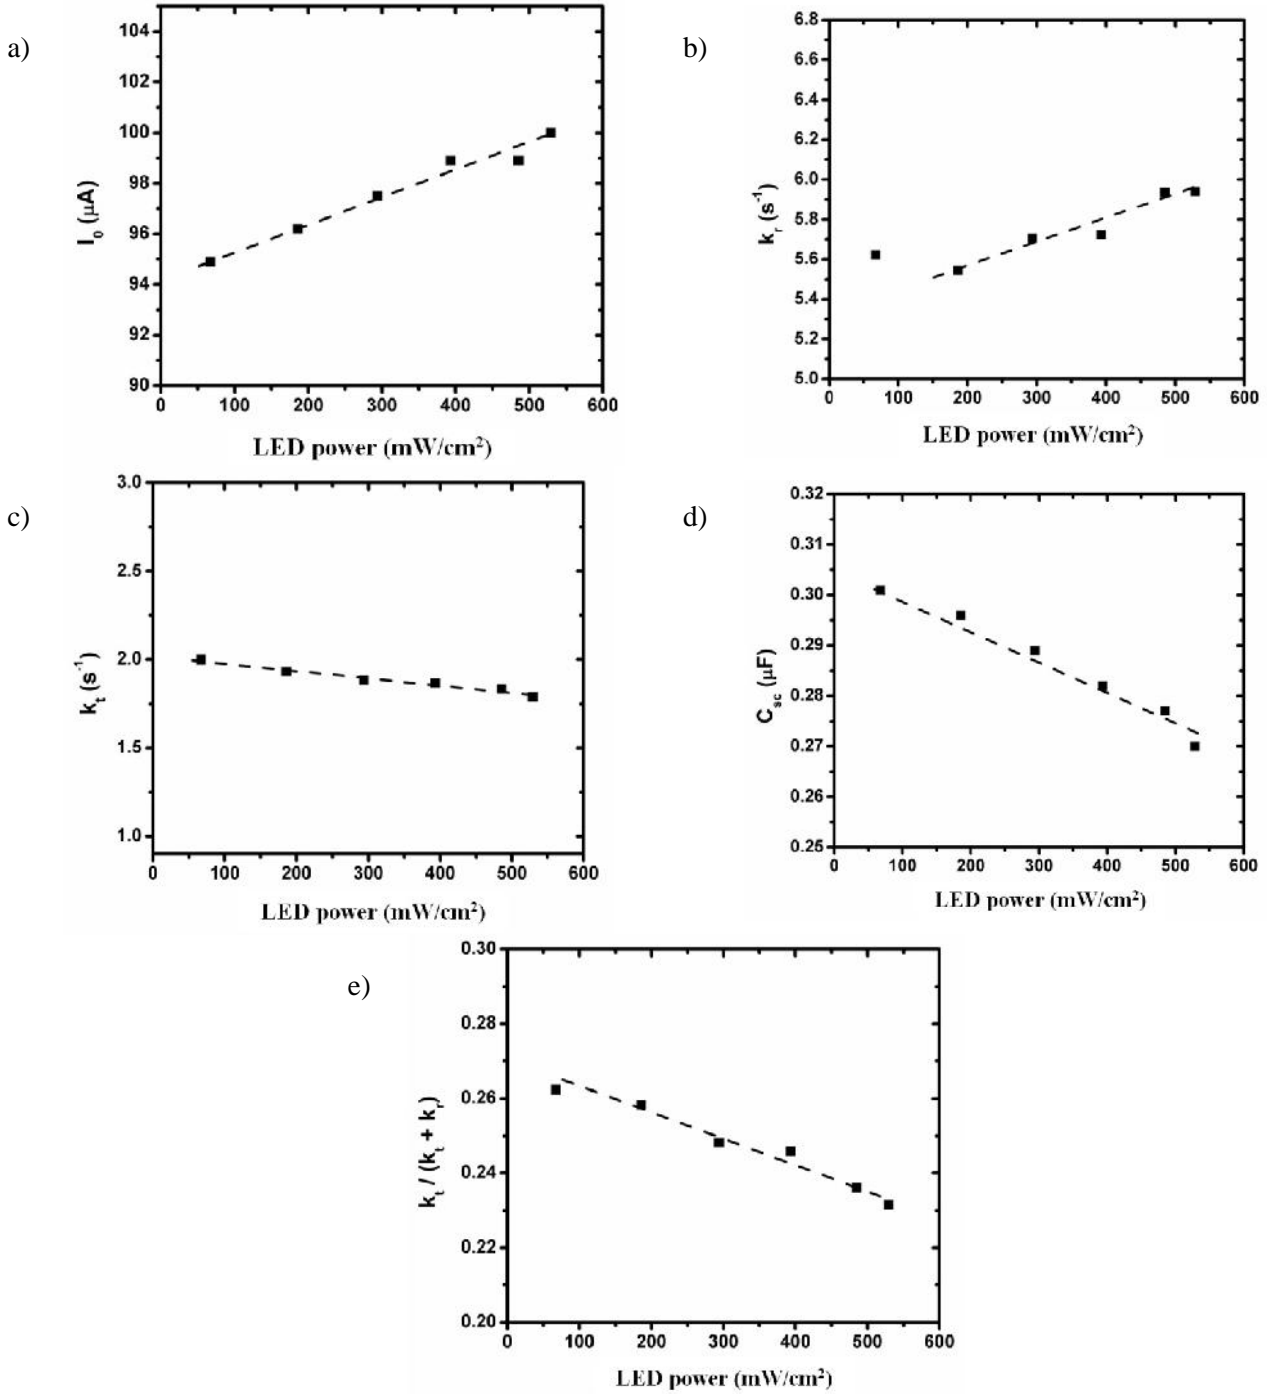 a)
I₀ (µA)
104
102
100
98
96
94
92
90
0 100 200 300 400 500 600
LED power (mW/cm²)
b)
kᵣ (s⁻¹)
6.8
6.6
6.4
6.2
6.0
5.8
5.6
5.4
5.2
5.0
0 100 200 300 400 500 600
LED power (mW/cm²)
c)
kₜ (s⁻¹)
3.0
2.5
2.0
1.5
1.0
0 100 200 300 400 500 600
LED power (mW/cm²)
d)
C_sc (µF)
0.32
0.31
0.30
0.29
0.28
0.27
0.26
0.25
0 100 200 300 400 500 600
LED power (mW/cm²)
e)
kₜ / (kₜ + kᵣ)
0.30
0.28
0.26
0.24
0.22
0.20
0 100 200 300 400 500 600
LED power (mW/cm²)